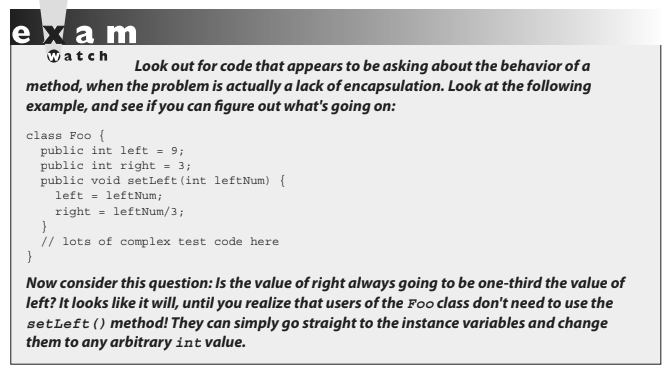 exam
watch
Look out for code that appears to be asking about the behavior of a
method, when the problem is actually a lack of encapsulation. Look at the following
example, and see if you can figure out what's going on:
class Foo {
  public int left = 9;
  public int right = 3;
  public void setLeft(int leftNum) {
    left = leftNum;
    right = leftNum/3;
  }
  // lots of complex test code here
}
Now consider this question: Is the value of right always going to be one-third the value of
left? It looks like it will, until you realize that users of the Foo class don't need to use the
setLeft() method! They can simply go straight to the instance variables and change
them to any arbitrary int value.